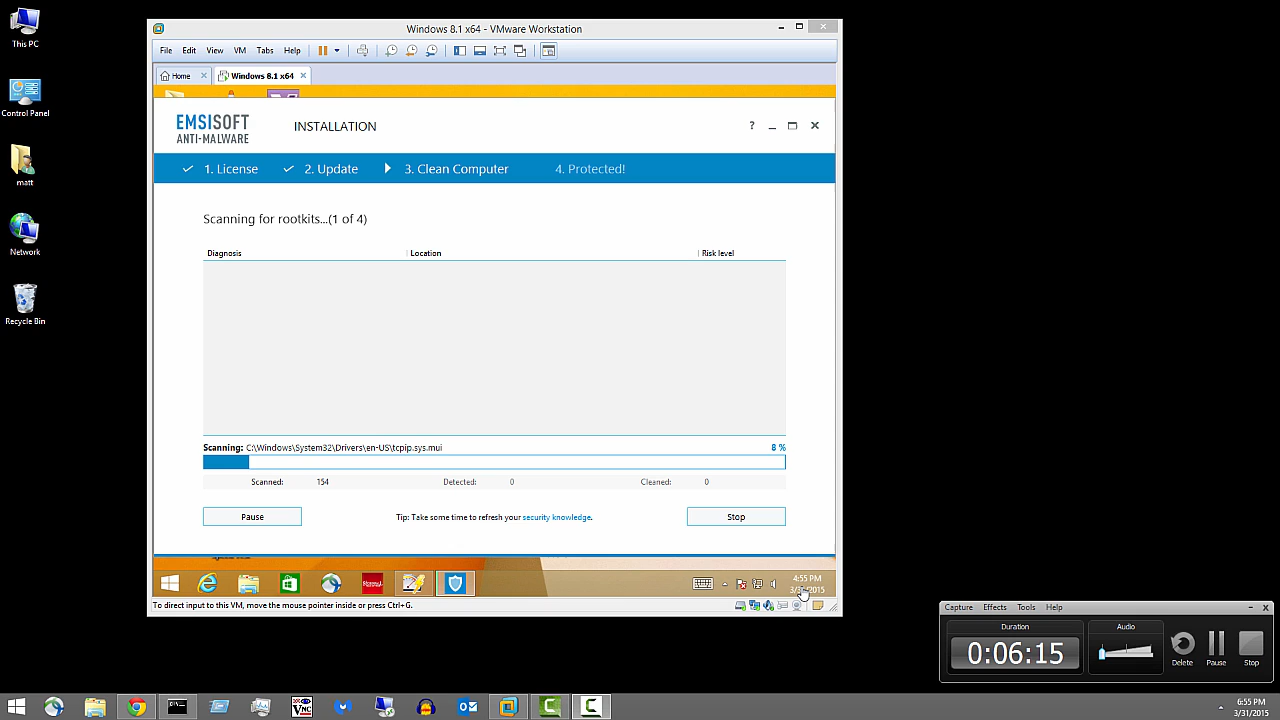 This PC
Control Panel
matt
Network
Recycle Bin
Windows 8.1 x64 - VMware Workstation
File Edit View VM Tabs Help
Home Windows 8.1 x64
EMSISOFT
ANTI-MALWARE
INSTALLATION
?
1. License 2. Update 3. Clean Computer 4. Protected!
Scanning for rootkits...(1 of 4)
Diagnosis Location Risk level
Scanning: C:\Windows\System32\Drivers\en-US\tcpip.sys.mui 8 %
Scanned: 154 Detected: 0 Cleaned: 0
Pause Tip: Take some time to refresh your security knowledge. Stop
4:55 PM
To direct input to this VM, move the mouse pointer inside or press Ctrl+G.
Capture Effects Tools Help
Duration Audio
0:06:15
Delete Pause Stop
6:55 PM
3/31/2015